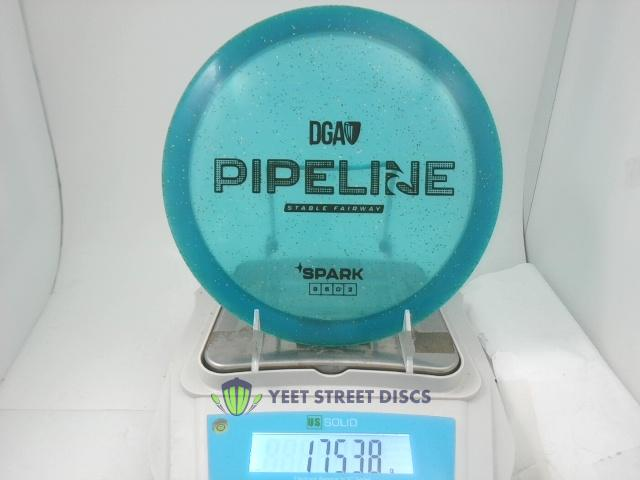 DGA
PIPELINE
STABLE FAIRWAY
SPARK
YEET STREET DISCS
US SOLID
175.38 g